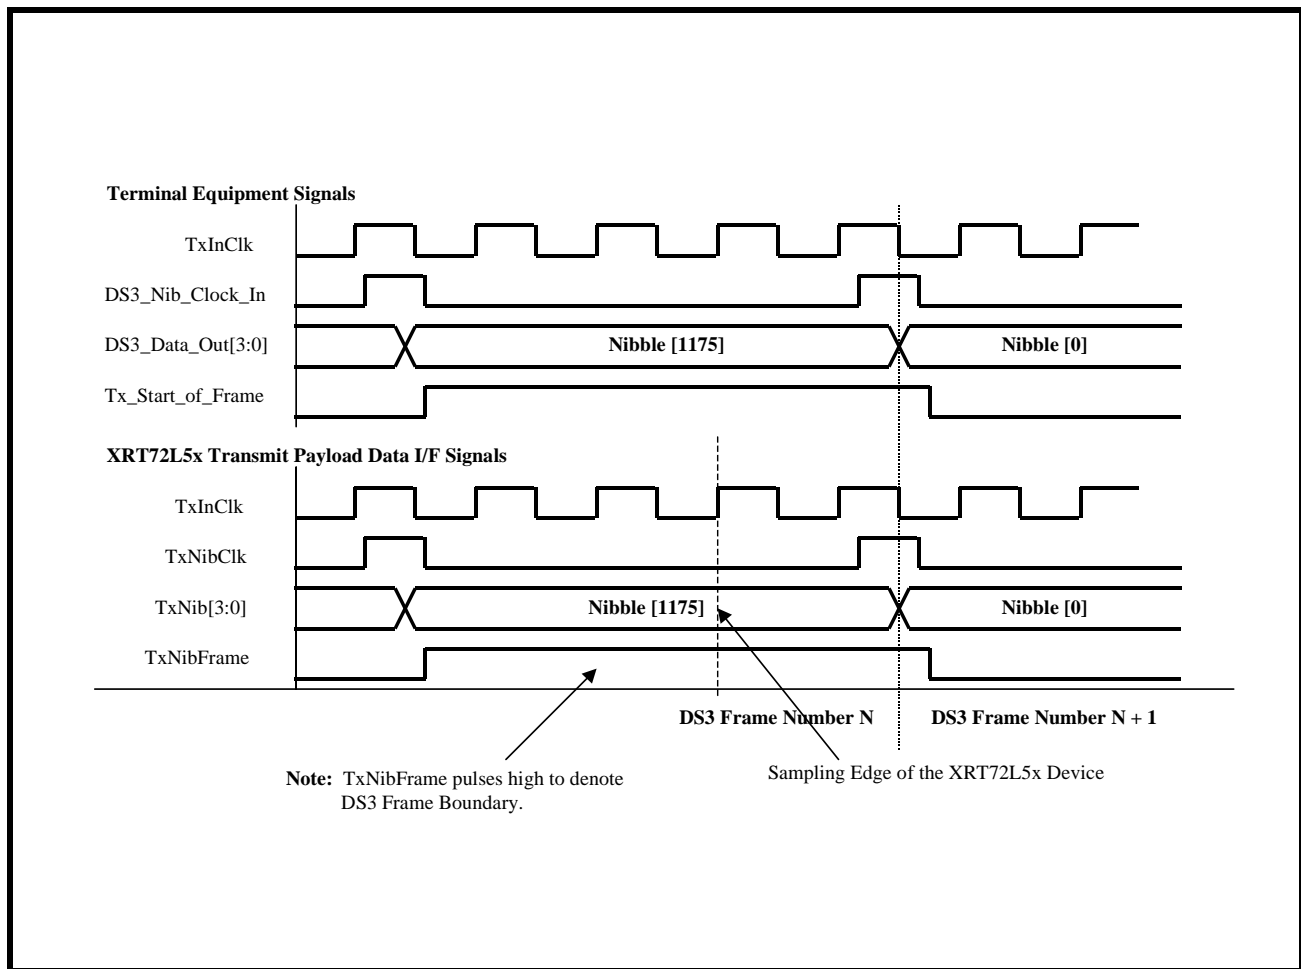 Terminal Equipment Signals
TxInClk
DS3_Nib_Clock_In
DS3_Data_Out[3:0]
Nibble [1175]
Nibble [0]
Tx_Start_of_Frame
XRT72L5x Transmit Payload Data I/F Signals
TxInClk
TxNibClk
TxNib[3:0]
Nibble [1175]
Nibble [0]
TxNibFrame
DS3 Frame Number N
DS3 Frame Number N + 1
Note: TxNibFrame pulses high to denote
DS3 Frame Boundary.
Sampling Edge of the XRT72L5x Device